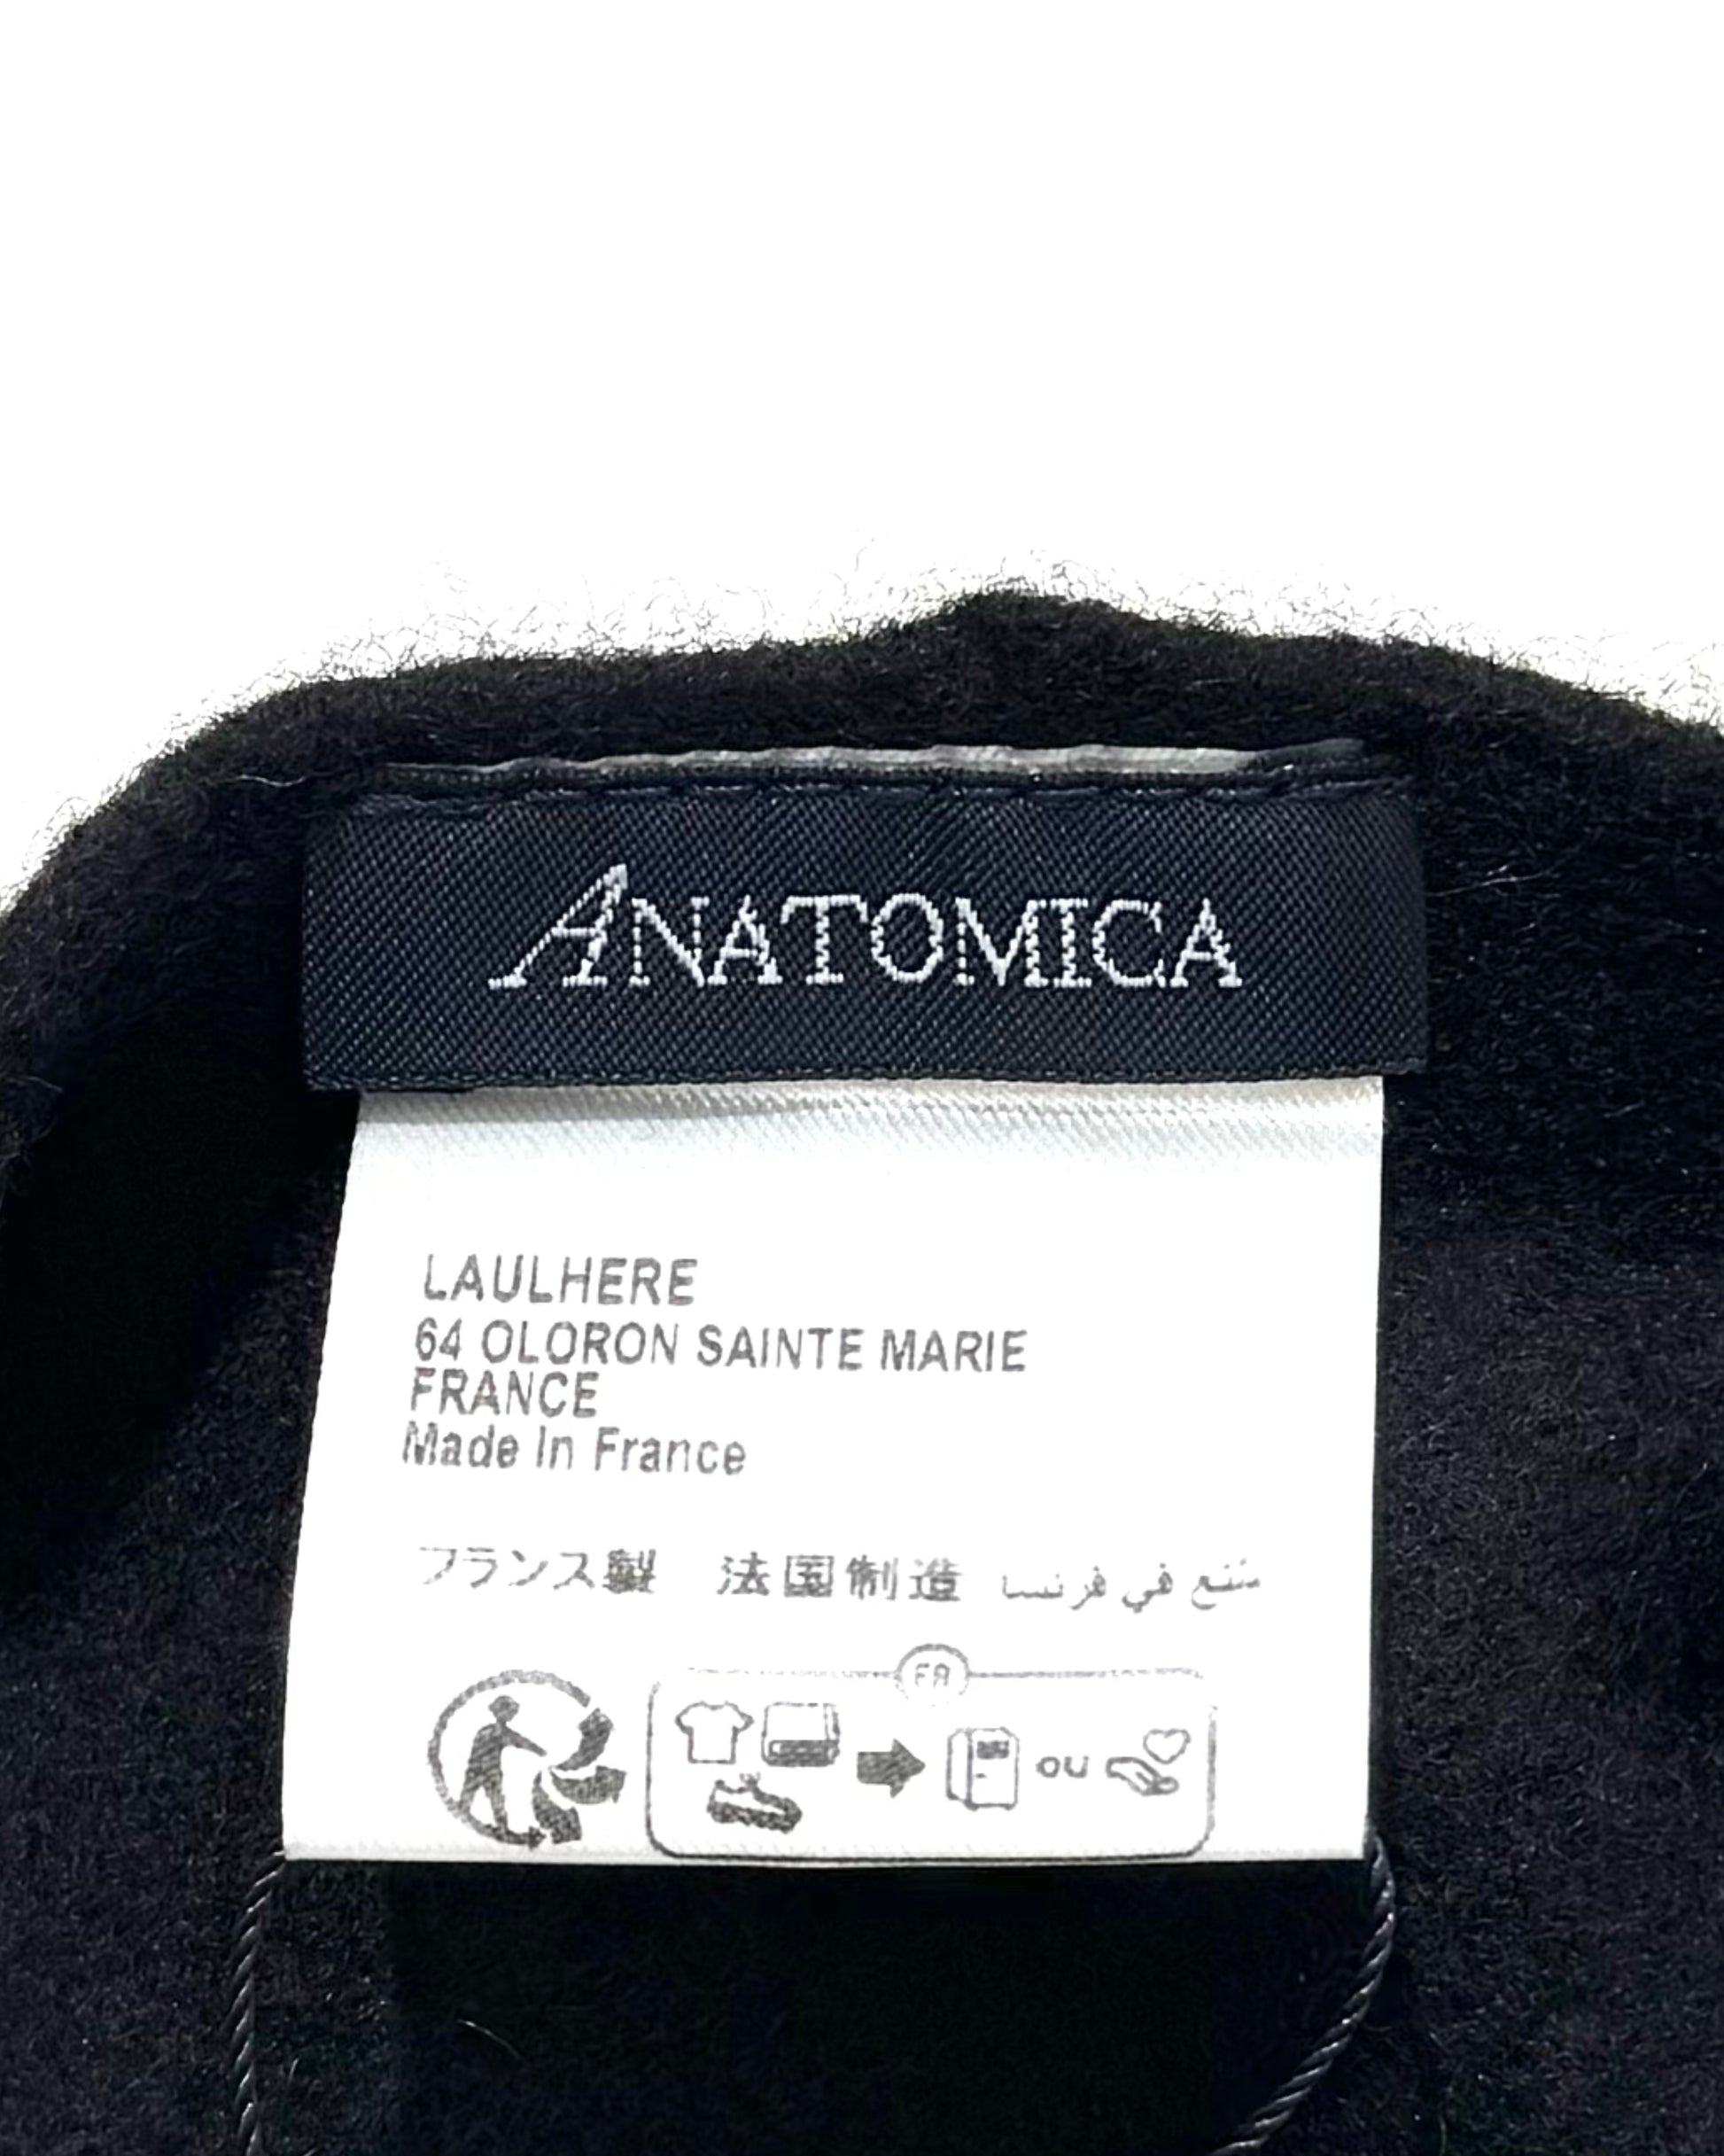 ANATOMICA
LAULHERE
64 OLORON SAINTE MARIE
FRANCE
Made In France
フランス製 法国制造 صنع في فرنسا
FR
OU